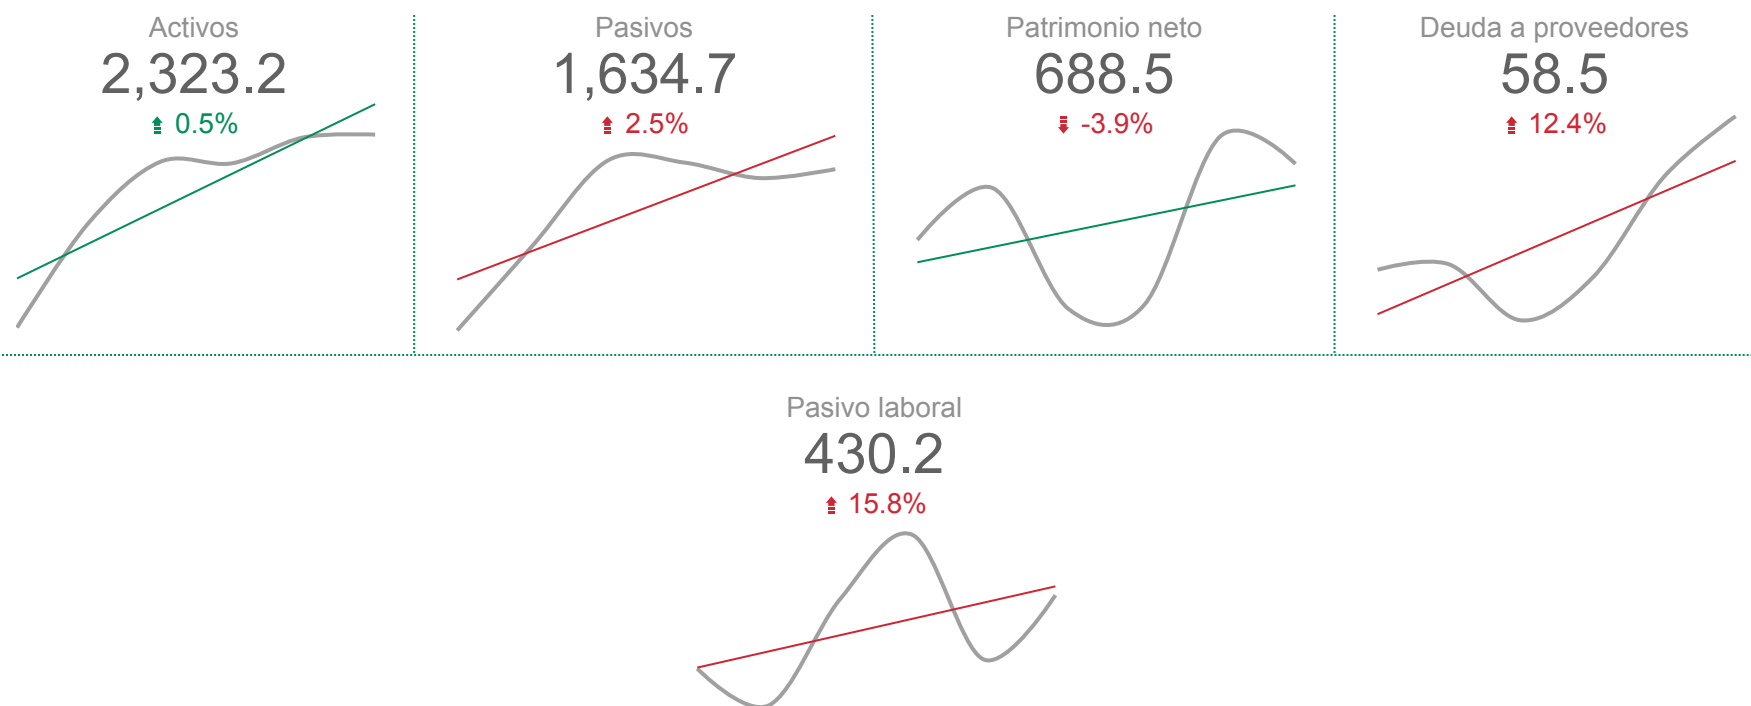 Activos
2,323.2
0.5%
Pasivos
1,634.7
2.5%
Patrimonio neto
688.5
-3.9%
Deuda a proveedores
58.5
12.4%
Pasivo laboral
430.2
15.8%